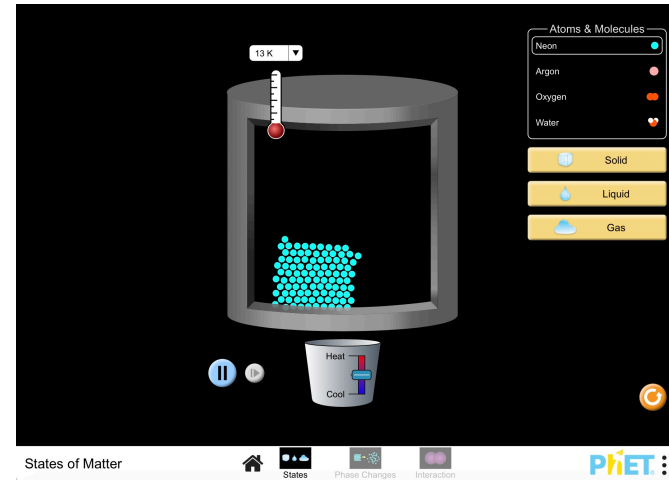 13 K
Atoms & Molecules
Neon
Argon
Oxygen
Water
Solid
Liquid
Gas
Heat
Cool
States of Matter
States
Phase Changes
Interaction
PhET